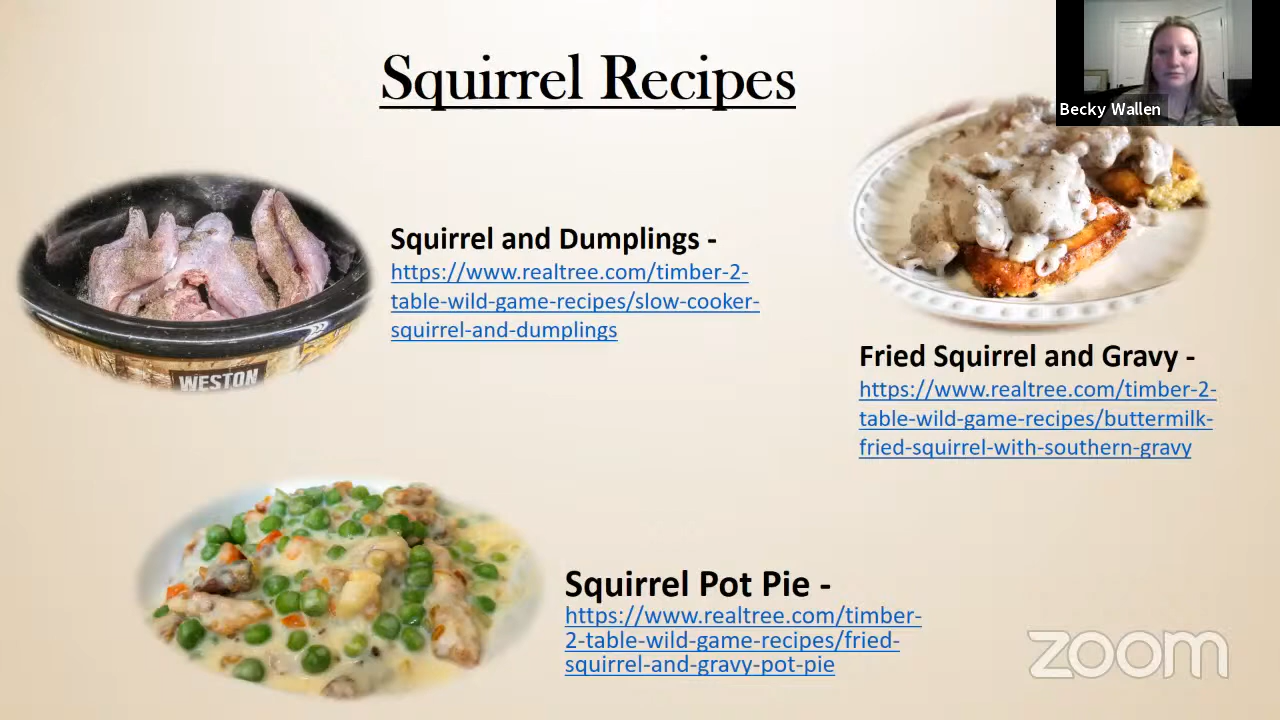 Squirrel Recipes
Becky Wallen
Squirrel and Dumplings -
https://www.realtree.com/timber-2-
table-wild-game-recipes/slow-cooker-
squirrel-and-dumplings
WESTON
Fried Squirrel and Gravy -
https://www.realtree.com/timber-2-
table-wild-game-recipes/buttermilk-
fried-squirrel-with-southern-gravy
Squirrel Pot Pie -
https://www.realtree.com/timber-
2-table-wild-game-recipes/fried-
squirrel-and-gravy-pot-pie
zoom